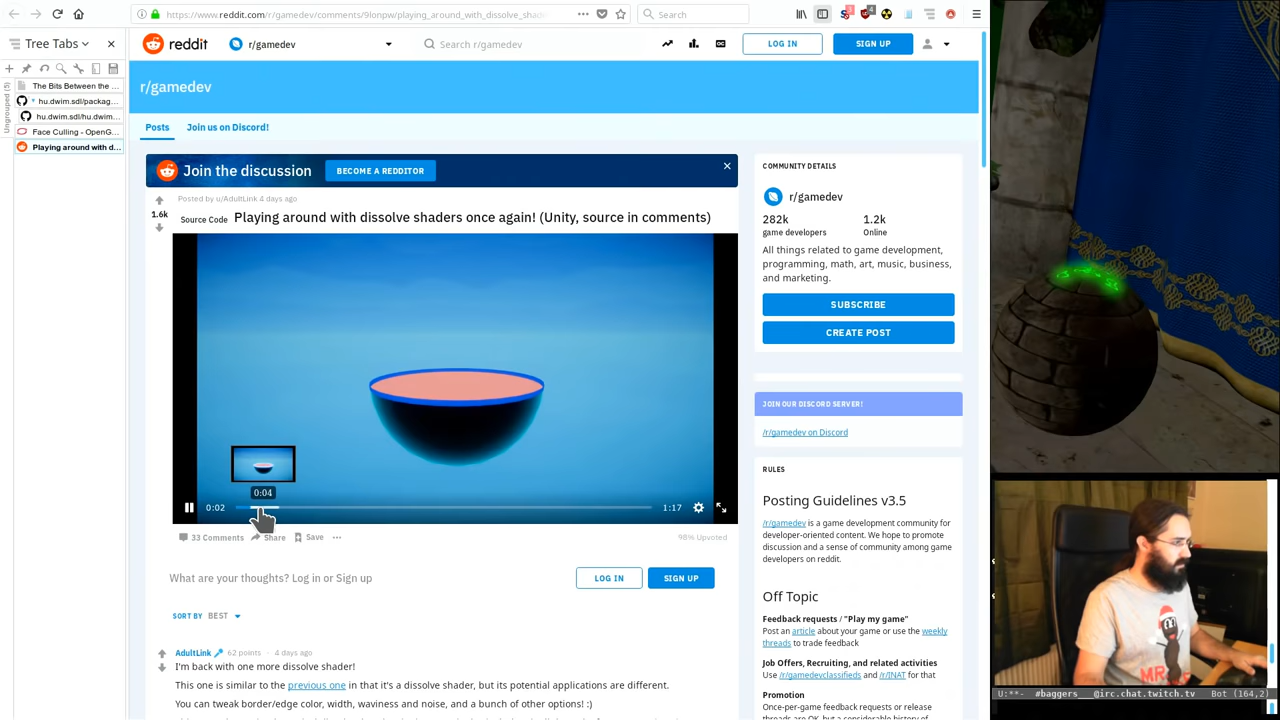 https://www.reddit.com/r/gamedev/comments/9lonpw/playing_around_with_dissolve_shade
Search
Tree Tabs
reddit
r/gamedev
Search r/gamedev
LOG IN
SIGN UP
Ungrouped (5)
The Bits Between the ...
hu.dwim.sdl/packag...
hu.dwim.sdl/hu.dwim...
Face Culling - OpenG...
Playing around with d...
r/gamedev
Posts
Join us on Discord!
Join the discussion
BECOME A REDDITOR
Posted by u/AdultLink 4 days ago
1.6k
Source Code
Playing around with dissolve shaders once again! (Unity, source in comments)
0:04
0:02
1:17
33 Comments
Share
Save
98% Upvoted
What are your thoughts? Log in or Sign up
LOG IN
SIGN UP
SORT BY BEST
AdultLink 62 points · 4 days ago
I'm back with one more dissolve shader!
This one is similar to the previous one in that it's a dissolve shader, but its potential applications are different.
You can tweak border/edge color, width, waviness and noise, and a bunch of other options! :)
COMMUNITY DETAILS
r/gamedev
282k
game developers
1.2k
Online
All things related to game development,
programming, math, art, music, business,
and marketing.
SUBSCRIBE
CREATE POST
JOIN OUR DISCORD SERVER!
/r/gamedev on Discord
RULES
Posting Guidelines v3.5
/r/gamedev is a game development community for
developer-oriented content. We hope to promote
discussion and a sense of community among game
developers on reddit.
Off Topic
Feedback requests / "Play my game"
Post an article about your game or use the weekly
threads to trade feedback
Job Offers, Recruiting, and related activities
Use /r/gamedevclassifieds and /r/INAT for that
Promotion
Once-per-game feedback requests or release
MR
U:**- #baggers__@irc.chat.twitch.tv Bot (164,2)